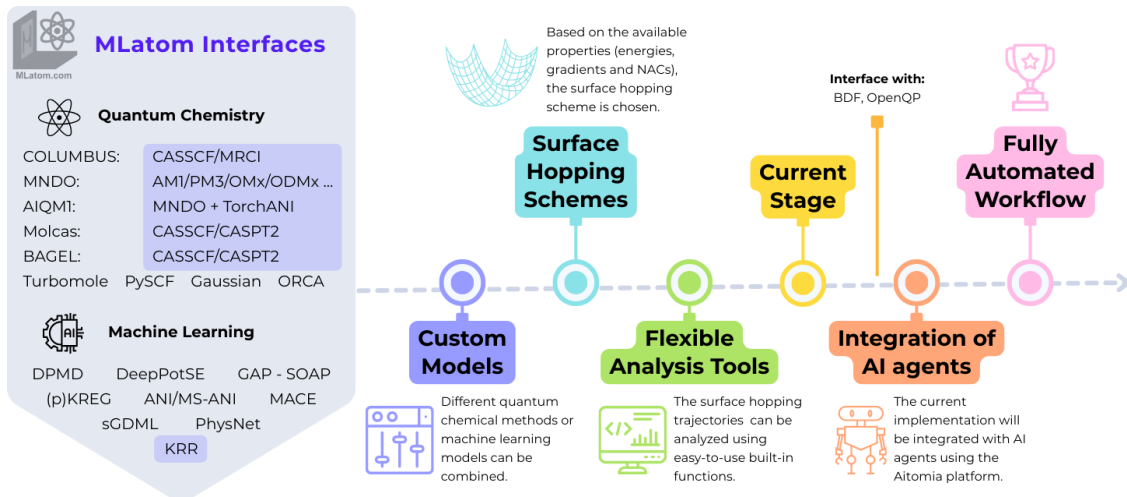 MLatom.com
MLatom Interfaces
Quantum Chemistry
COLUMBUS: CASSCF/MRCI
MNDO: AM1/PM3/OMx/ODMx ...
AIQM1: MNDO + TorchANI
Molcas: CASSCF/CASPT2
BAGEL: CASSCF/CASPT2
Turbomole PySCF Gaussian ORCA
AI
Machine Learning
DPMD DeepPotSE GAP - SOAP
(p)KREG ANI/MS-ANI MACE
sGDML PhysNet
KRR
Based on the available
properties (energies,
gradients and NACs),
the surface hopping
scheme is chosen.
Surface
Hopping
Schemes
Current
Stage
Interface with:
BDF, OpenQP
Fully
Automated
Workflow
Custom
Models
Different quantum
chemical methods or
machine learning
models can be
combined.
Flexible
Analysis Tools
</>
The surface hopping
trajectories can be
analyzed using
easy-to-use built-in
functions.
Integration of
AI agents
The current
implementation will
be integrated with AI
agents using the
Aitomia platform.